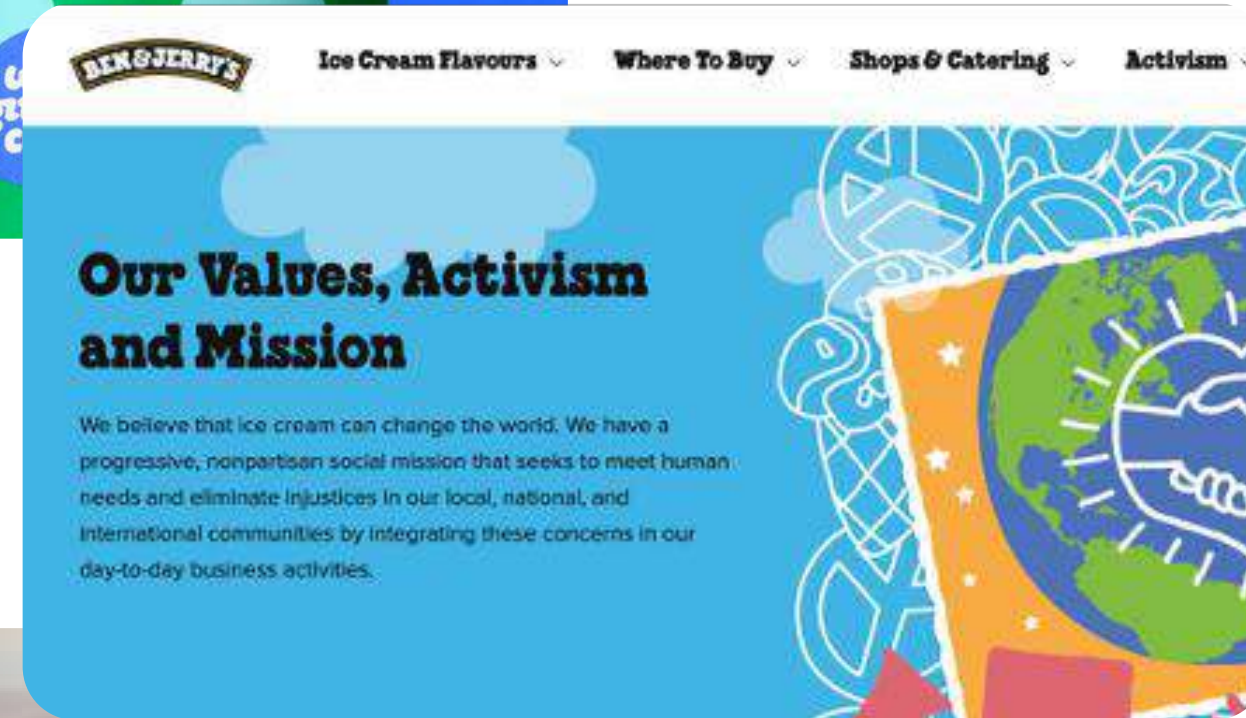 BEN & JERRY'S
Ice Cream Flavours
Where To Buy
Shops & Catering
Activism
Our Values, Activism
and Mission
We believe that ice cream can change the world. We have a
progressive, nonpartisan social mission that seeks to meet human
needs and eliminate injustices in our local, national, and
international communities by integrating these concerns in our
day-to-day business activities.